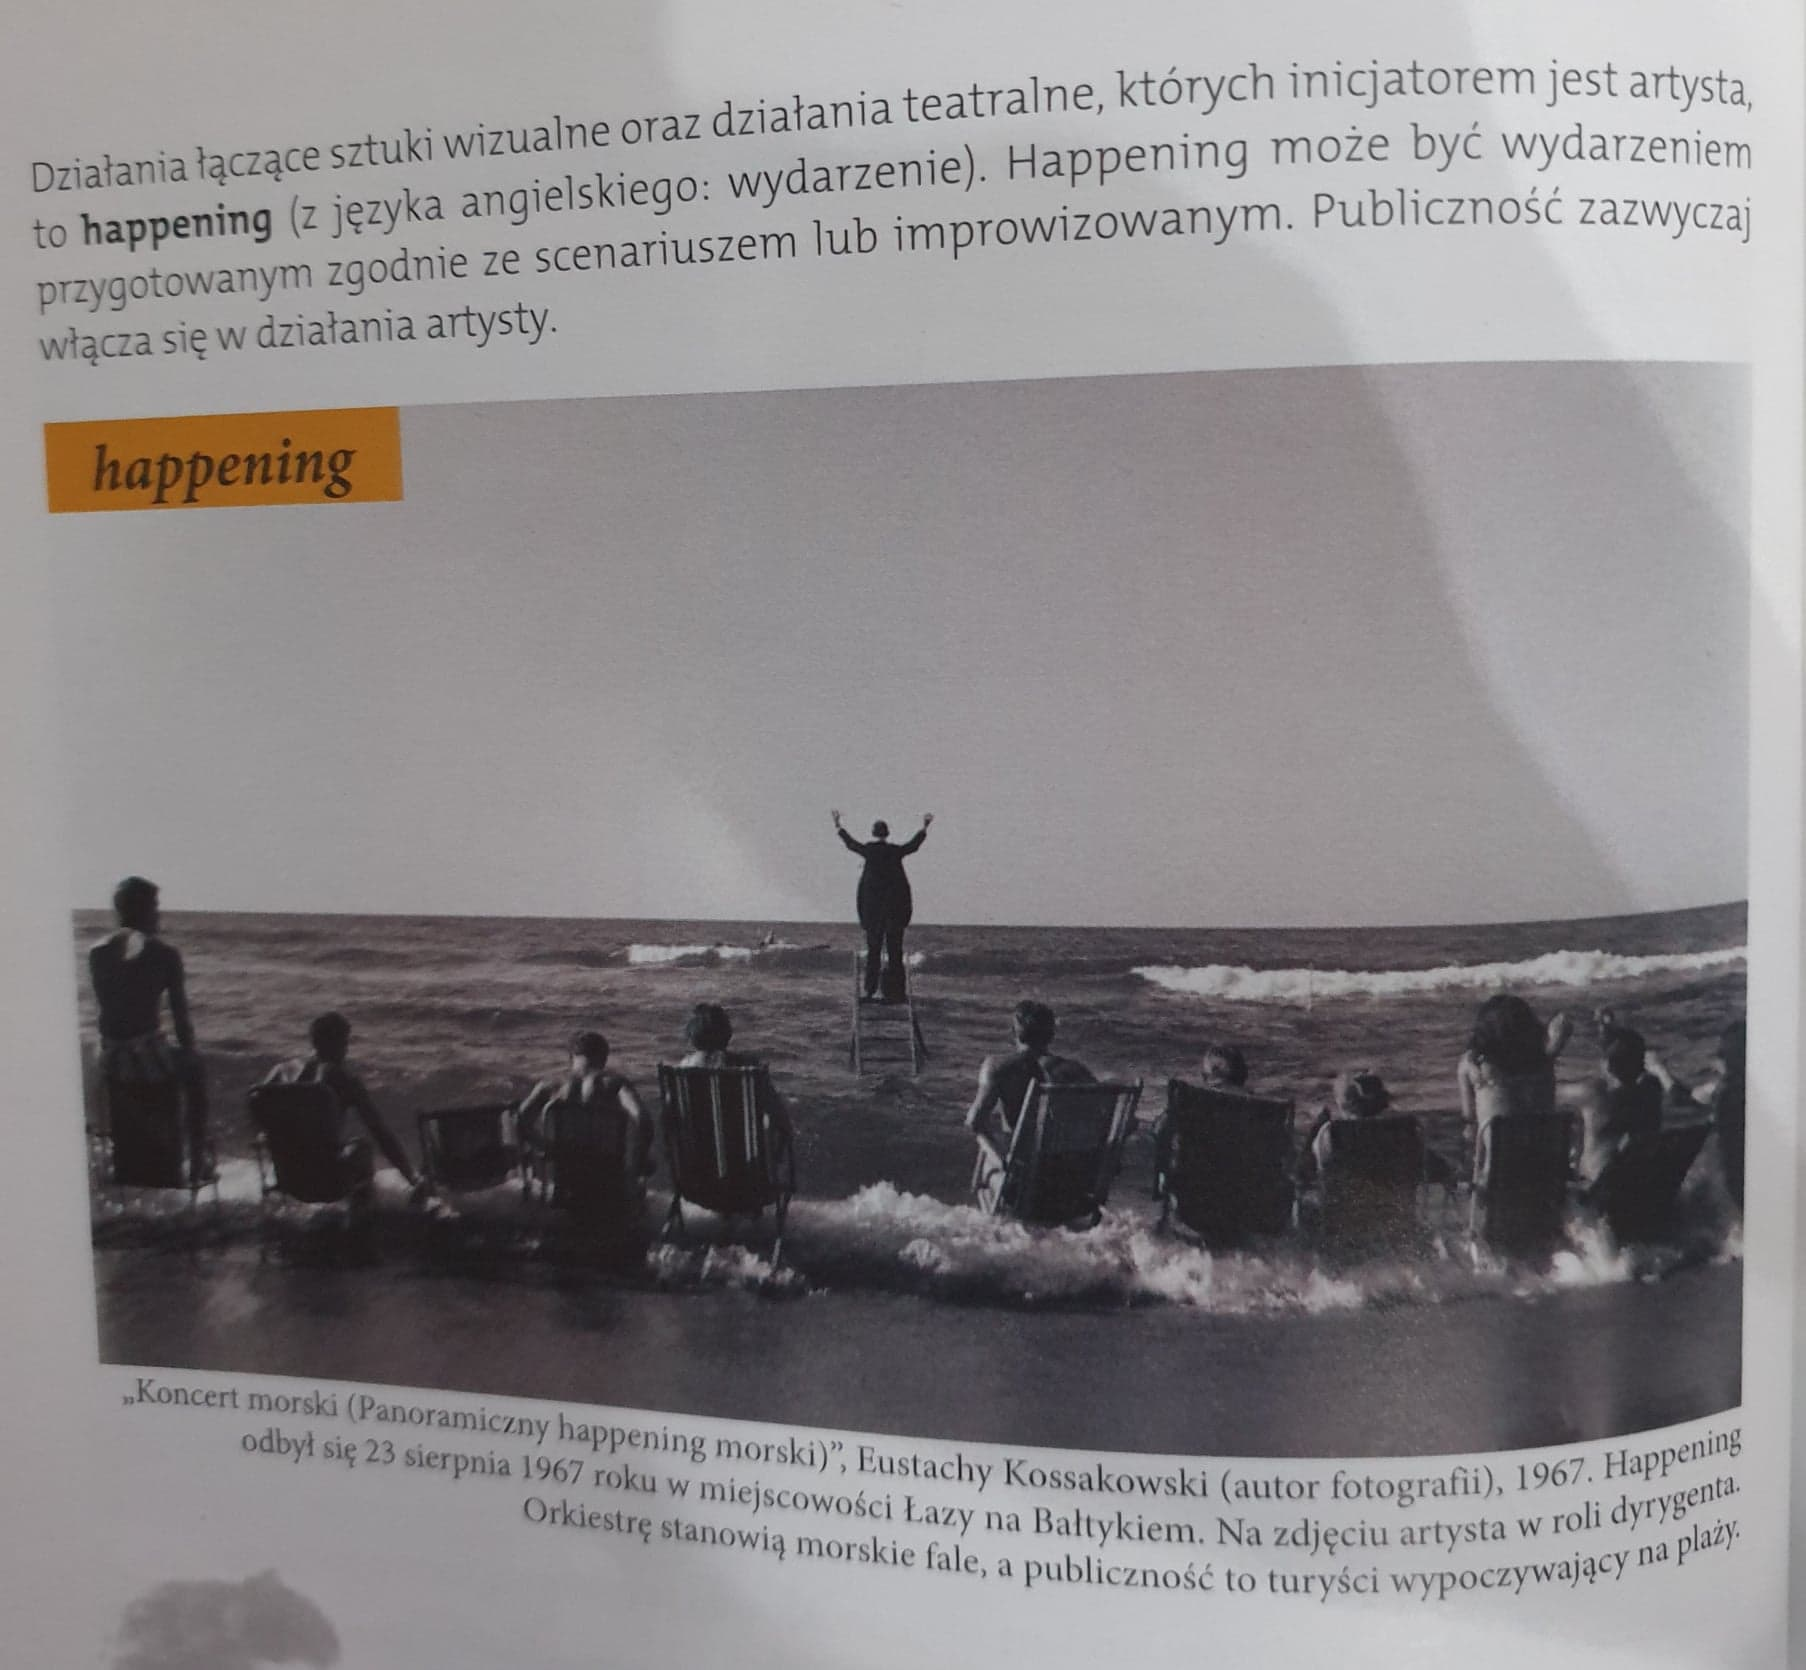 Działania łączące sztuki wizualne oraz działania teatralne, których inicjatorem jest artysta,
to happening (z języka angielskiego: wydarzenie). Happening może być wydarzeniem
przygotowanym zgodnie ze scenariuszem lub improwizowanym. Publiczność zazwyczaj
włącza się w działania artysty.
happening
„Koncert morski (Panoramiczny happening morski)”, Eustachy Kossakowski (autor fotografii), 1967. Happening
odbył się 23 sierpnia 1967 roku w miejscowości Łazy na Bałtykiem. Na zdjęciu artysta w roli dyrygenta.
Orkiestrę stanowią morskie fale, a publiczność to turyści wypoczywający na plaży.